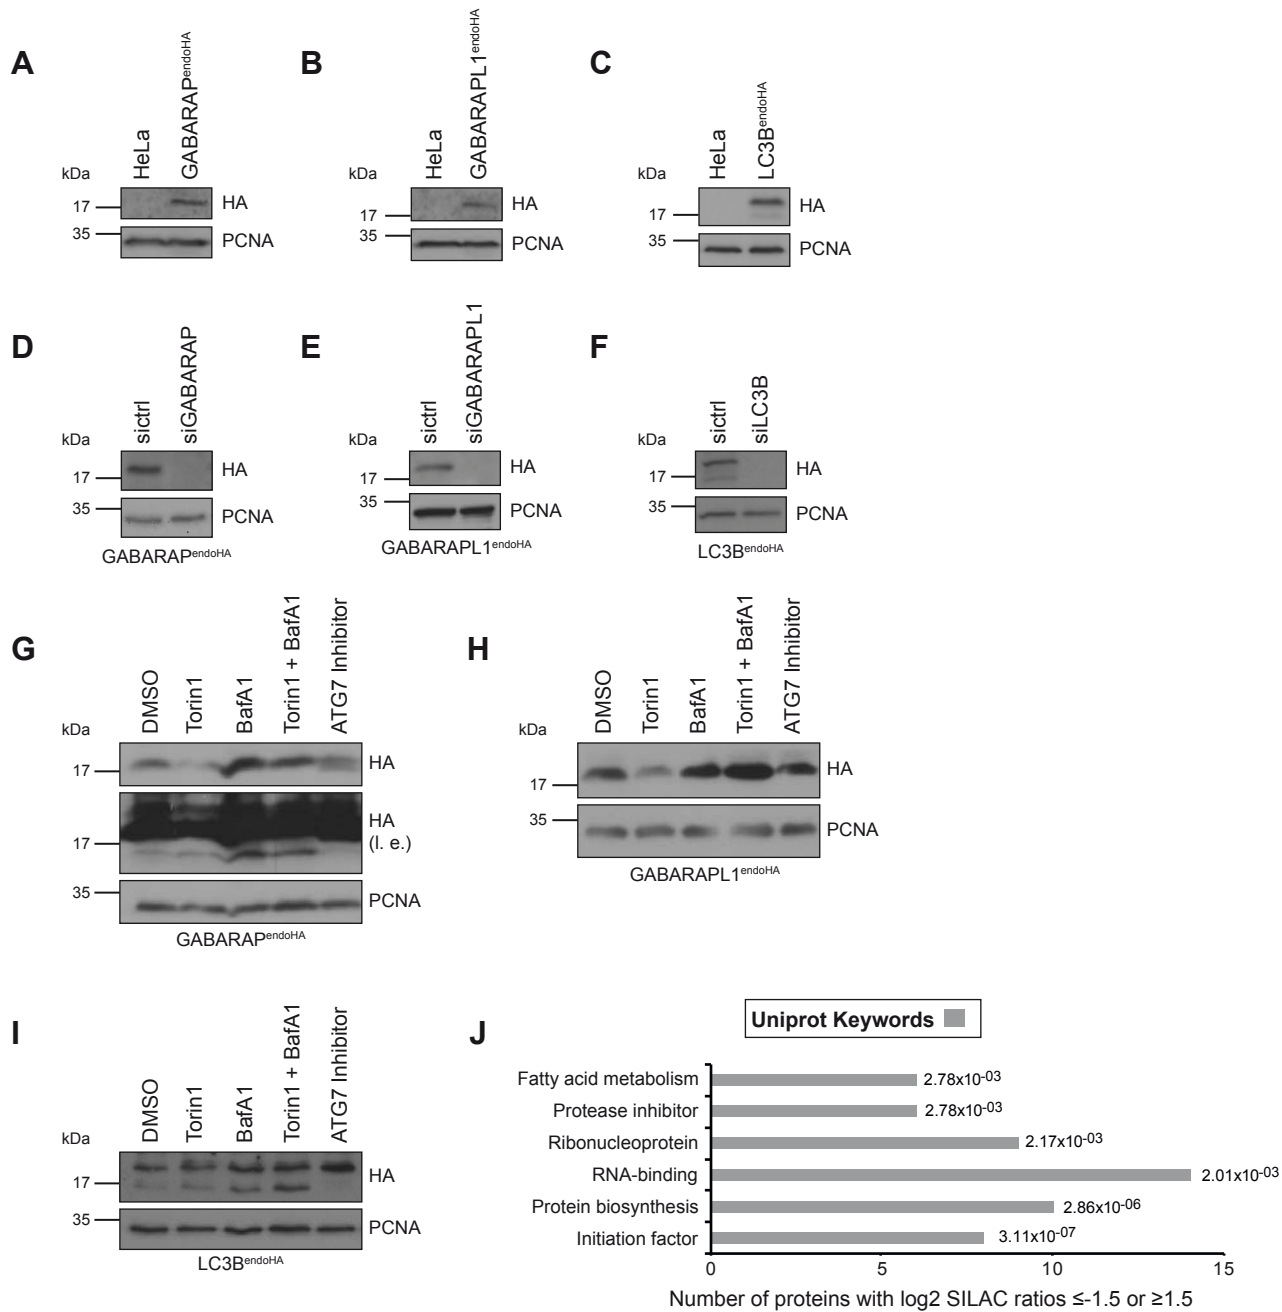 A
HeLa
GABARAPendoHA
kDa
17
HA
35
PCNA
B
HeLa
GABARAPL1endoHA
kDa
17
HA
35
PCNA
C
HeLa
LC3BendoHA
kDa
17
HA
35
PCNA
D
sictrl
siGABARAP
kDa
17
HA
35
PCNA
GABARAPendoHA
E
sictrl
siGABARAPL1
kDa
17
HA
35
PCNA
GABARAPL1endoHA
F
sictrl
siLC3B
kDa
17
HA
35
PCNA
LC3BendoHA
G
DMSO
Torin1
BafA1
Torin1 + BafA1
ATG7 Inhibitor
kDa
17
HA
17
HA
(l. e.)
35
PCNA
GABARAPendoHA
H
DMSO
Torin1
BafA1
Torin1 + BafA1
ATG7 Inhibitor
kDa
17
HA
35
PCNA
GABARAPL1endoHA
I
DMSO
Torin1
BafA1
Torin1 + BafA1
ATG7 Inhibitor
kDa
17
HA
35
PCNA
LC3BendoHA
J
Uniprot Keywords
Fatty acid metabolism 2.78x10-03
Protease inhibitor 2.78x10-03
Ribonucleoprotein 2.17x10-03
RNA-binding 2.01x10-03
Protein biosynthesis 2.86x10-06
Initiation factor 3.11x10-07
0 5 10 15
Number of proteins with log2 SILAC ratios ≤-1.5 or ≥1.5